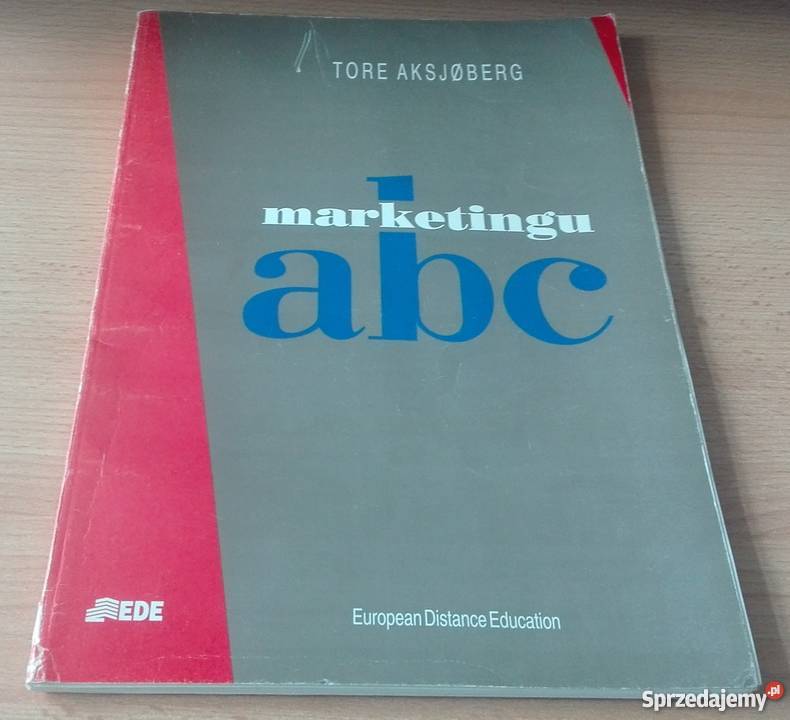 TORE AKSJØBERG
marketingu
abc
EDE
European Distance Education
Sprzedajemy.pl